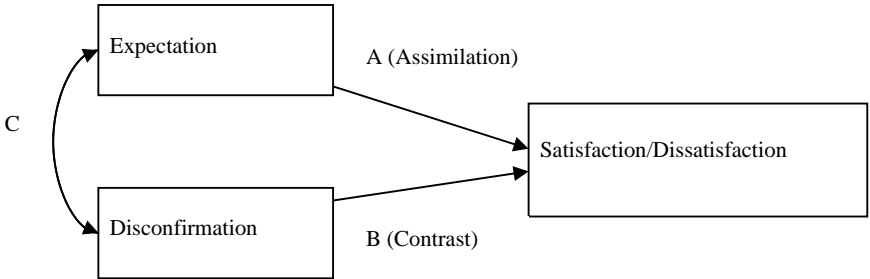 Expectation
A (Assimilation)
C
Satisfaction/Dissatisfaction
Disconfirmation
B (Contrast)